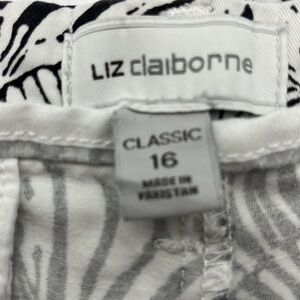 LIZ claiborne
CLASSIC
16
MADE IN
PAKISTAN